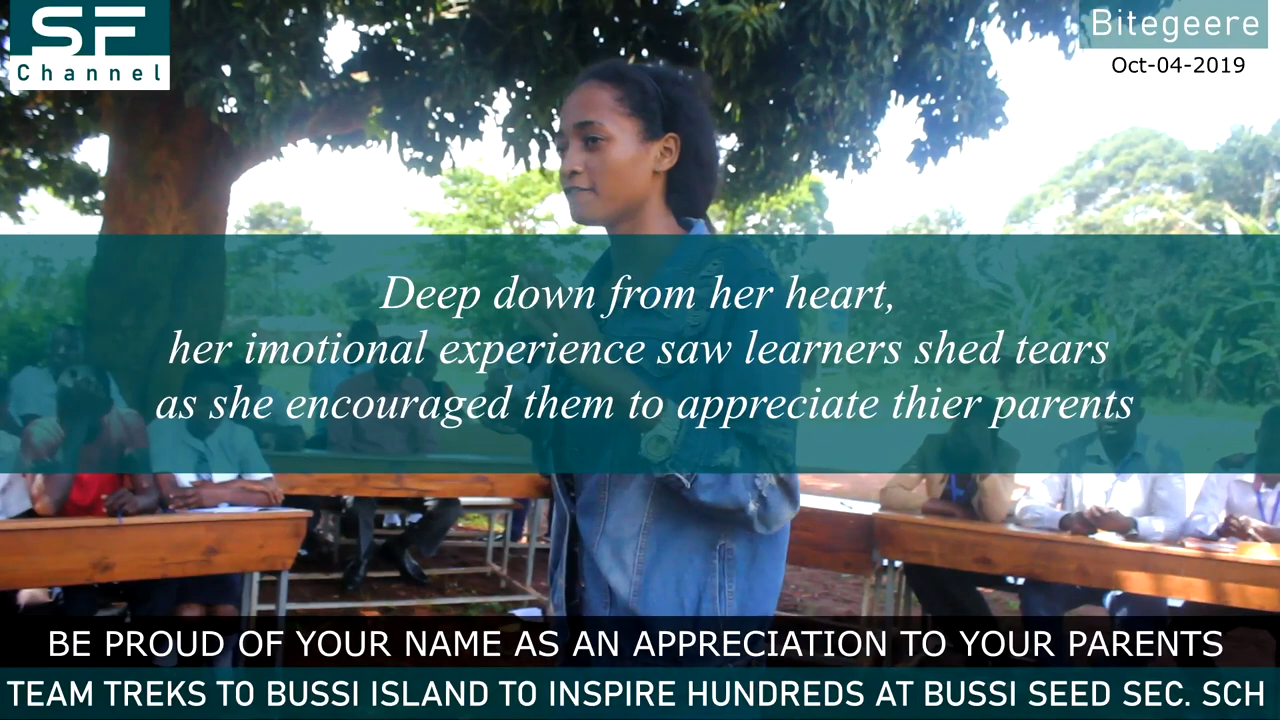 SF
Channel
Bitegeere
Oct-04-2019
Deep down from her heart,
her imotional experience saw learners shed tears
as she encouraged them to appreciate thier parents
BE PROUD OF YOUR NAME AS AN APPRECIATION TO YOUR PARENTS
TEAM TREKS TO BUSSI ISLAND TO INSPIRE HUNDREDS AT BUSSI SEED SEC. SCH